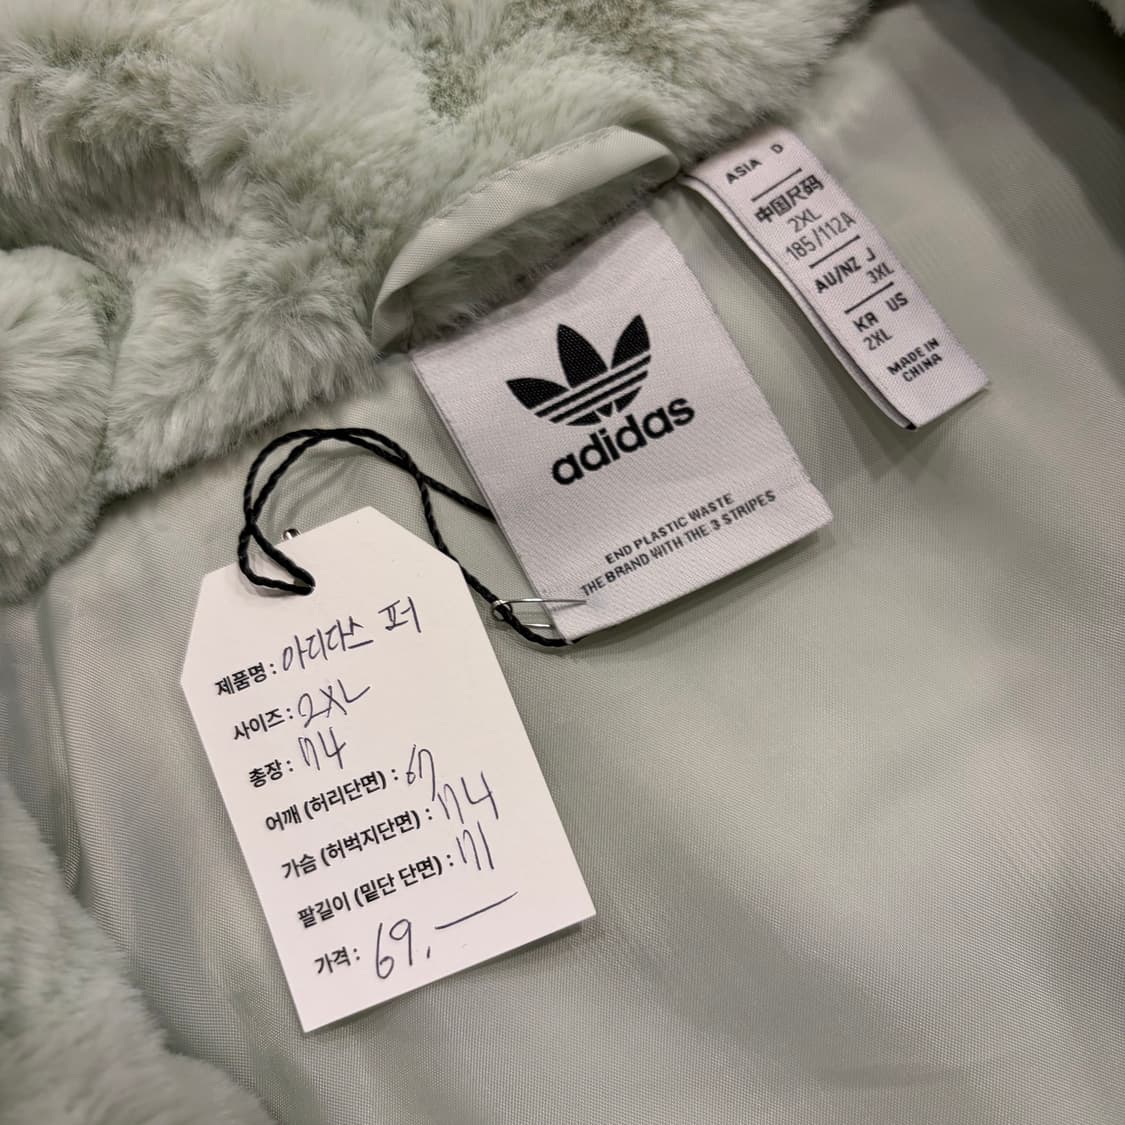 ASIA D
中国尺码
2XL
185/112A
AU/NZ J
3XL
KR US
2XL
MADE IN
CHINA
adidas
END PLASTIC WASTE
THE BRAND WITH THE 3 STRIPES
제품명 : 아디다스 퍼
사이즈 : 2XL
총장 : 74
어깨 (허리단면) : 67
가슴 (허벅지단면) : 74
팔길이 (밑단 단면) : 71
가격 : 69,—